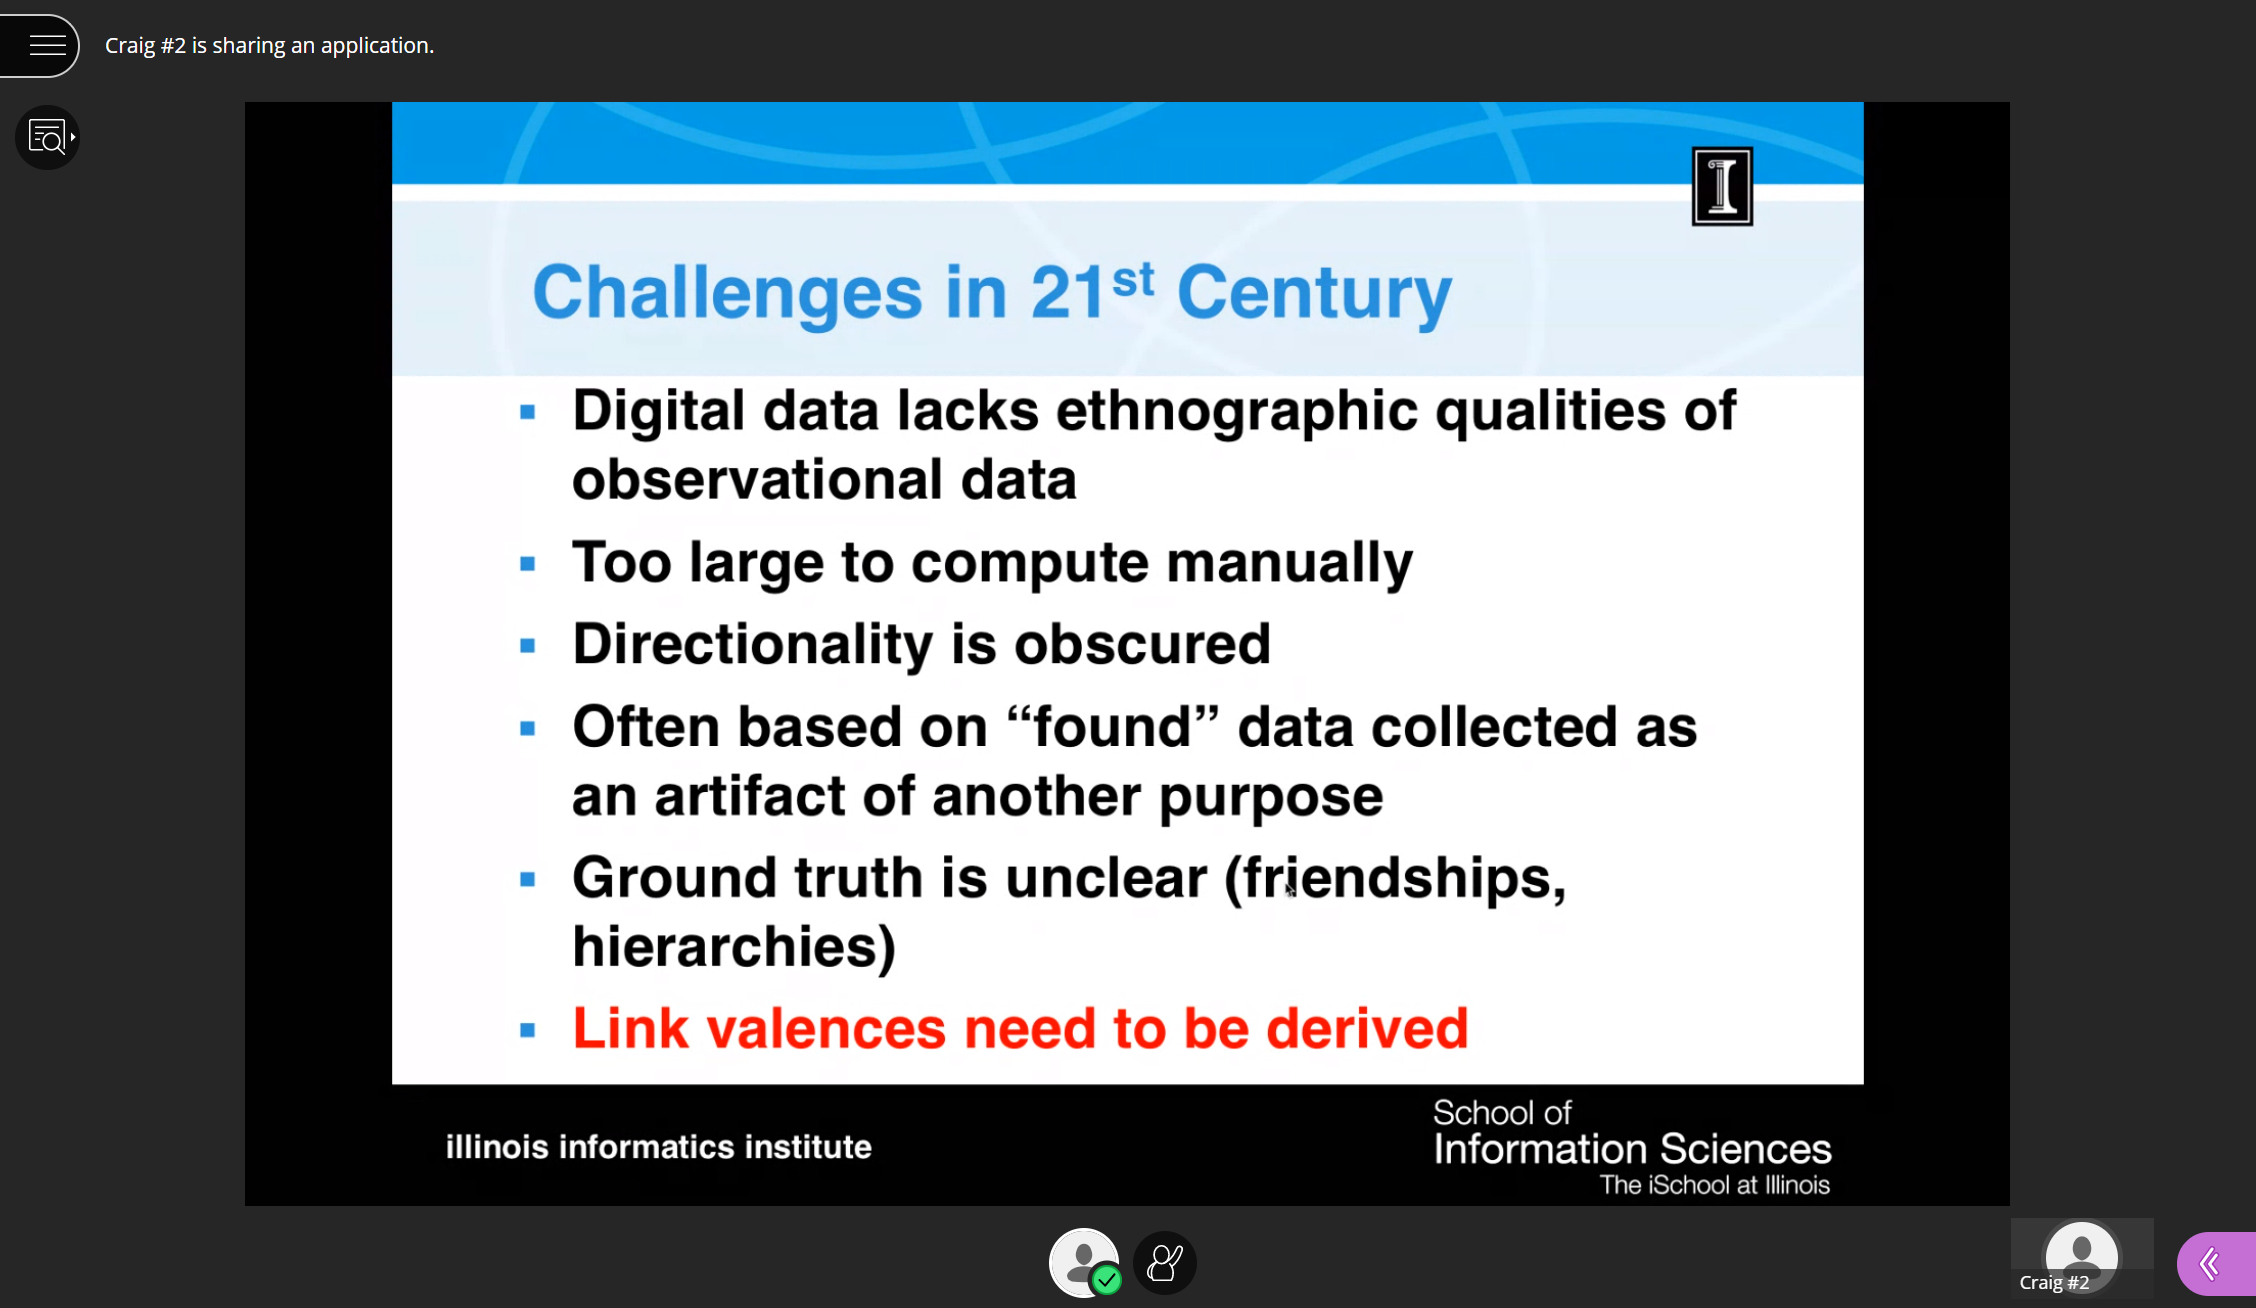 Craig #2 is sharing an application.
Challenges in 21st Century
▪ Digital data lacks ethnographic qualities of
observational data
▪ Too large to compute manually
▪ Directionality is obscured
▪ Often based on “found” data collected as
an artifact of another purpose
▪ Ground truth is unclear (friendships,
hierarchies)
▪ Link valences need to be derived
illinois informatics institute
School of
Information Sciences
The iSchool at Illinois
Craig #2